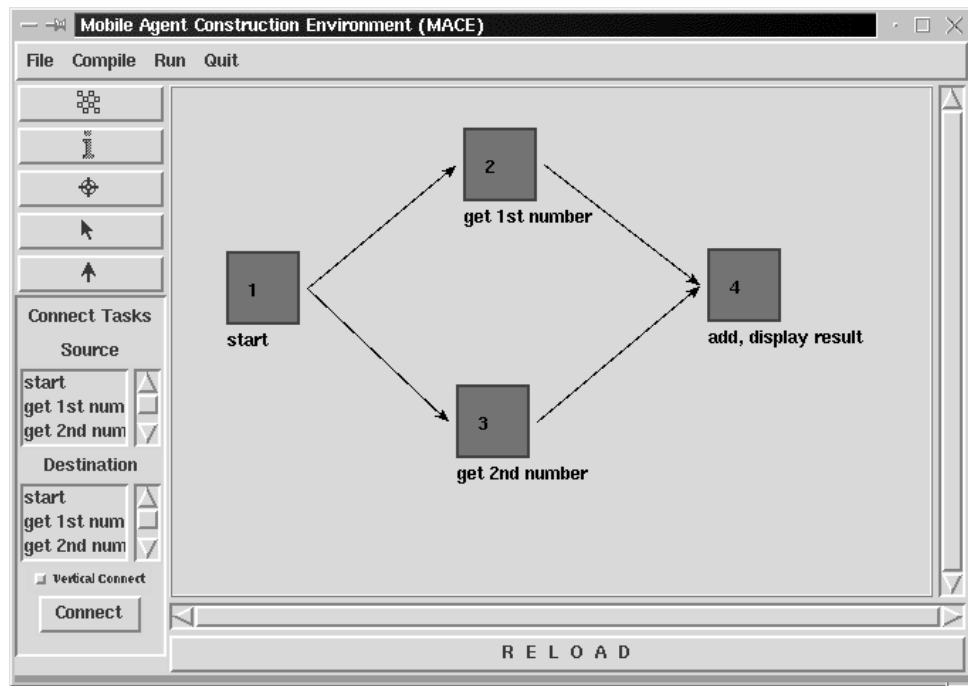 Mobile Agent Construction Environment (MACE)
File Compile Run Quit
2
get 1st number
1
start
4
add, display result
3
get 2nd number
Connect Tasks
Source
start
get 1st num
get 2nd num
Destination
start
get 1st num
get 2nd num
Vertical Connect
Connect
R E L O A D